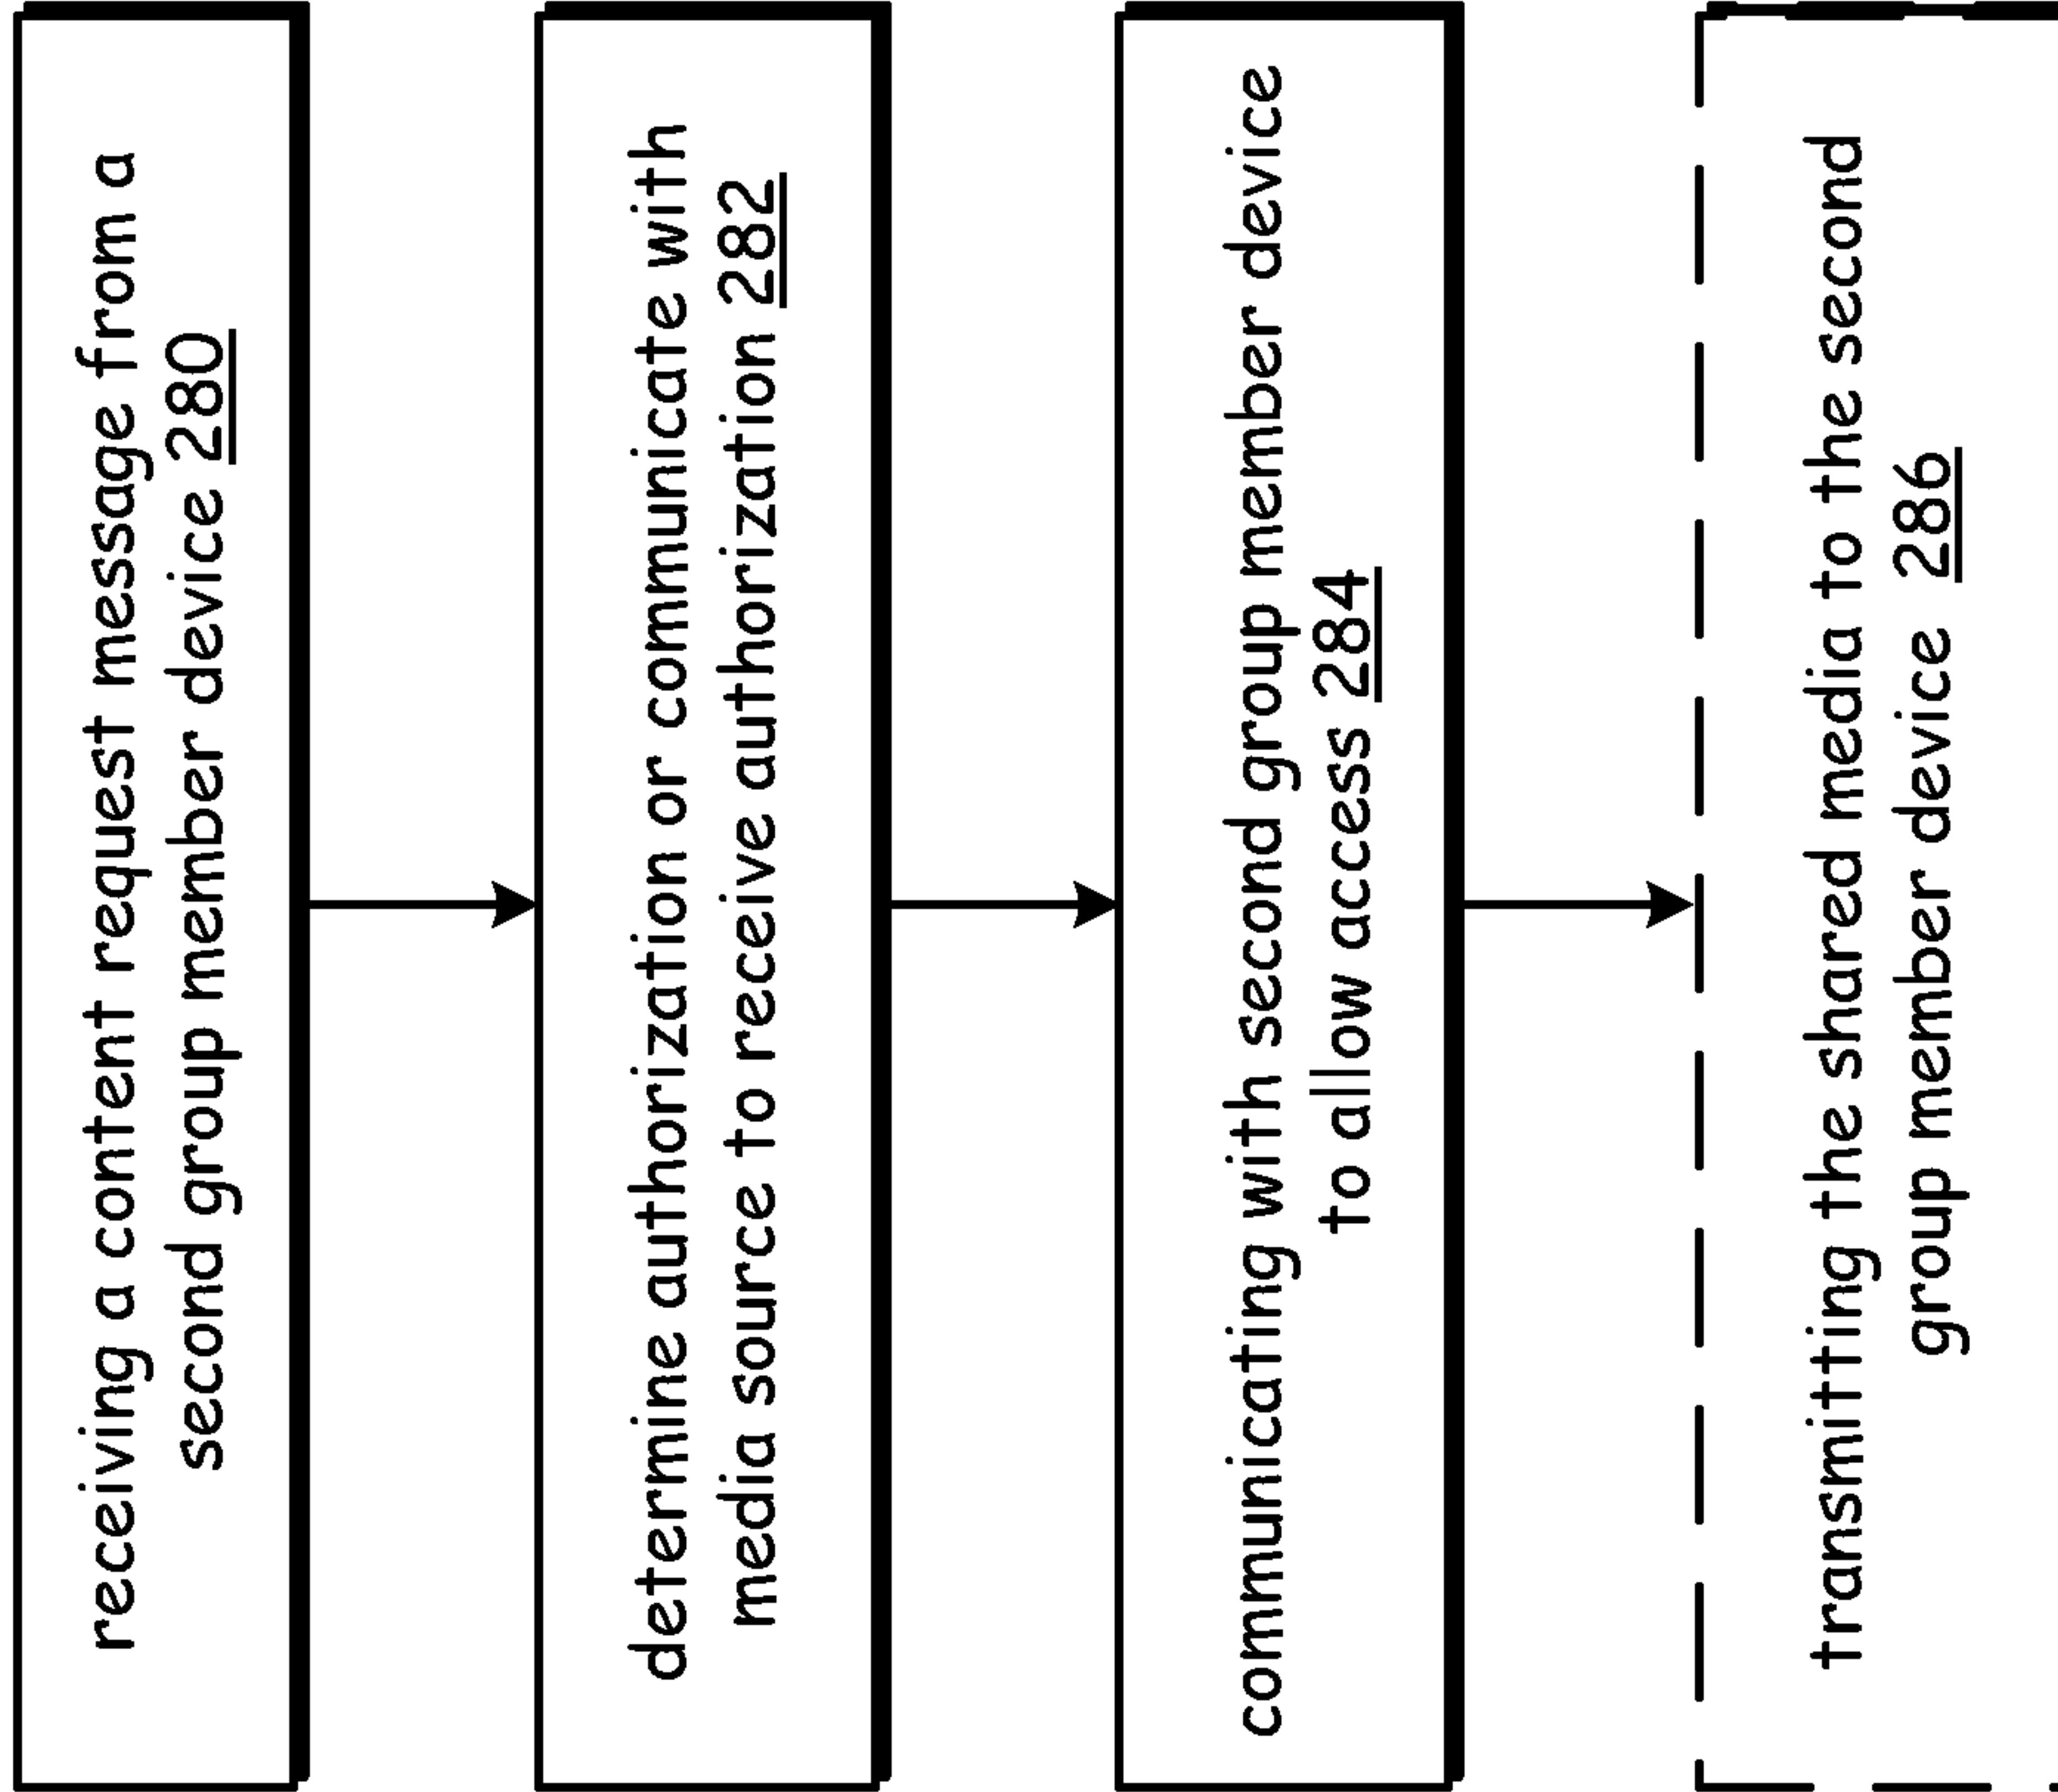 receiving a content request message from a
second group member device 280
determine authorization or communicate with
media source to receive authorization 282
communicating with second group member device
to allow access 284
transmitting the shared media to the second
group member device 286